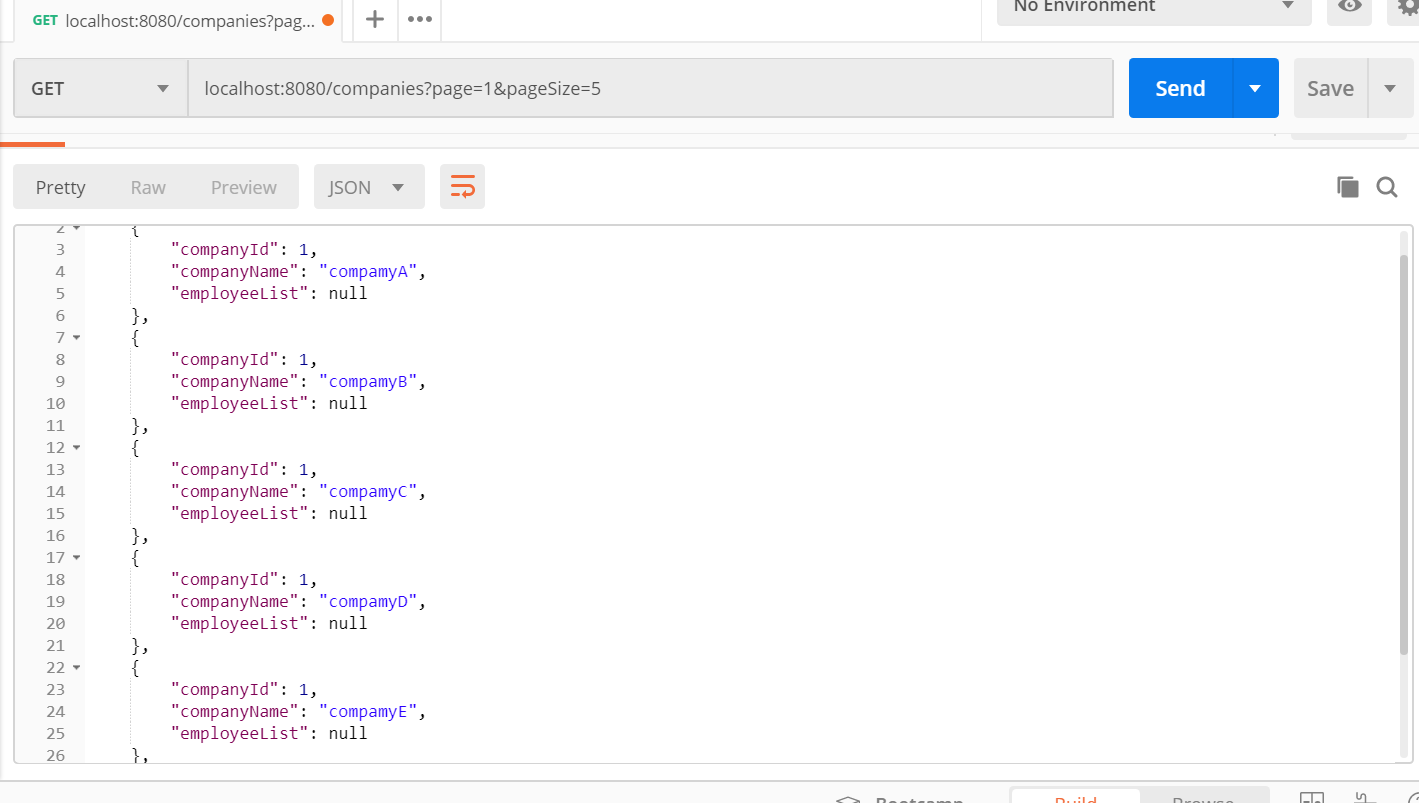 GET localhost:8080/companies?pag...
No Environment
GET
localhost:8080/companies?page=1&pageSize=5
Send
Save
Pretty
Raw
Preview
JSON
2 {
3 "companyId": 1,
4 "companyName": "compamyA",
5 "employeeList": null
6 },
7 {
8 "companyId": 1,
9 "companyName": "compamyB",
10 "employeeList": null
11 },
12 {
13 "companyId": 1,
14 "companyName": "compamyC",
15 "employeeList": null
16 },
17 {
18 "companyId": 1,
19 "companyName": "compamyD",
20 "employeeList": null
21 },
22 {
23 "companyId": 1,
24 "companyName": "compamyE",
25 "employeeList": null
26 },
Bootcamp
Build
Browse